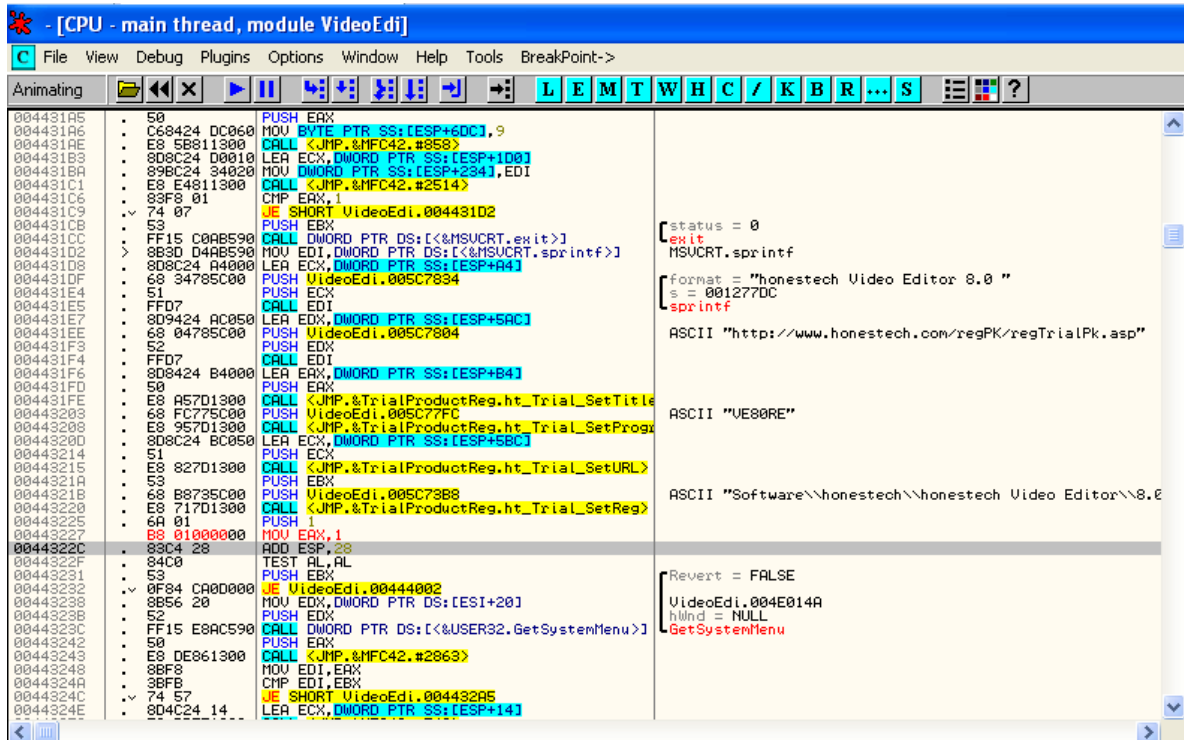 - [CPU - main thread, module VideoEdi]
C File View Debug Plugins Options Window Help Tools BreakPoint->
Animating L E M T W H C / K B R ... S ?
004431A5 . 50 PUSH EAX
004431A6 . C68424 DC060 MOV BYTE PTR SS:[ESP+6DC],9
004431AE . E8 5B811300 CALL <JMP.&MFC42.#858>
004431B3 . 8D8C24 D0010 LEA ECX,DWORD PTR SS:[ESP+1D0]
004431BA . 89BC24 34020 MOV DWORD PTR SS:[ESP+234],EDI
004431C1 . E8 E4811300 CALL <JMP.&MFC42.#2514>
004431C6 . 83F8 01 CMP EAX,1
004431C9 .v 74 07 JE SHORT VideoEdi.004431D2
004431CB . 53 PUSH EBX status = 0
004431CC . FF15 C0AB590 CALL DWORD PTR DS:[<&MSVCRT.exit>] exit
004431D2 > 8B3D D4AB590 MOV EDI,DWORD PTR DS:[<&MSVCRT.sprintf>] MSVCRT.sprintf
004431D8 . 8D8C24 A4000 LEA ECX,DWORD PTR SS:[ESP+A4]
004431DF . 68 34785C00 PUSH VideoEdi.005C7834 format = "honestech Video Editor 8.0 "
004431E4 . 51 PUSH ECX s = 001277DC
004431E5 . FFD7 CALL EDI sprintf
004431E7 . 8D9424 AC050 LEA EDX,DWORD PTR SS:[ESP+5AC]
004431EE . 68 04785C00 PUSH VideoEdi.005C7804 ASCII "http://www.honestech.com/regPK/regTrialPk.asp"
004431F3 . 52 PUSH EDX
004431F4 . FFD7 CALL EDI
004431F6 . 8D8424 B4000 LEA EAX,DWORD PTR SS:[ESP+B4]
004431FD . 50 PUSH EAX
004431FE . E8 A57D1300 CALL <JMP.&TrialProductReg.ht_Trial_SetTitle
00443203 . 68 FC775C00 PUSH VideoEdi.005C77FC ASCII "VE80RE"
00443208 . E8 957D1300 CALL <JMP.&TrialProductReg.ht_Trial_SetProgr
0044320D . 8D8C24 BC050 LEA ECX,DWORD PTR SS:[ESP+5BC]
00443214 . 51 PUSH ECX
00443215 . E8 827D1300 CALL <JMP.&TrialProductReg.ht_Trial_SetURL>
0044321A . 53 PUSH EBX
0044321B . 68 B8735C00 PUSH VideoEdi.005C73B8 ASCII "Software\\honestech\\honestech Video Editor\\8.0
00443220 . E8 717D1300 CALL <JMP.&TrialProductReg.ht_Trial_SetReg>
00443225 . 6A 01 PUSH 1
00443227 B8 01000000 MOV EAX,1
0044322C . 83C4 28 ADD ESP,28
0044322F . 84C0 TEST AL,AL
00443231 . 53 PUSH EBX Revert = FALSE
00443232 .v 0F84 CA0D000 JE VideoEdi.00444002
00443238 . 8B56 20 MOV EDX,DWORD PTR DS:[ESI+20] VideoEdi.004E014A
0044323B . 52 PUSH EDX hWnd = NULL
0044323C . FF15 E8AC590 CALL DWORD PTR DS:[<&USER32.GetSystemMenu>] GetSystemMenu
00443242 . 50 PUSH EAX
00443243 . E8 DE861300 CALL <JMP.&MFC42.#2863>
00443248 . 8BF8 MOV EDI,EAX
0044324A . 3BFB CMP EDI,EBX
0044324C .v 74 57 JE SHORT VideoEdi.004432A5
0044324E . 8D4C24 14 LEA ECX,DWORD PTR SS:[ESP+14]